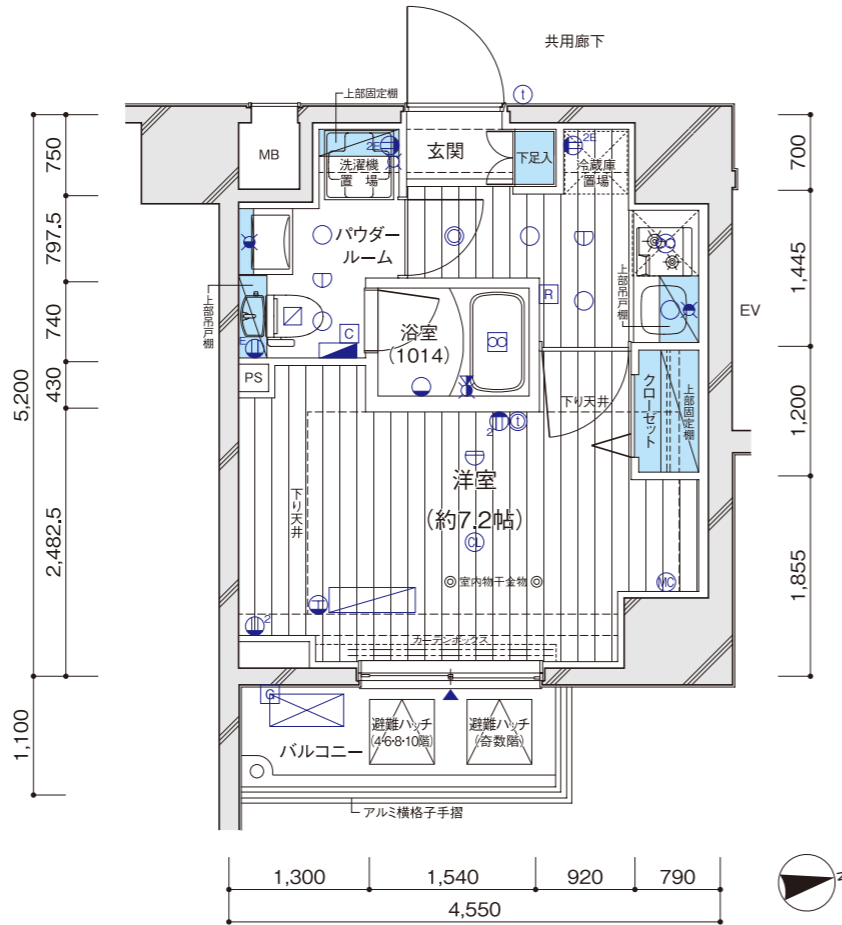 共用廊下
上部固定棚
t
MB
2E
洗濯機
置場
玄関
下足入
2E
冷蔵庫
置場
パウダー
ルーム
上部吊戸棚
E
C
R
浴室
(1014)
上部吊戸棚
EV
PS
下り天井
クローゼット
上部固定棚
2
t
下り天井
洋室
(約7.2帖)
CL
室内物干金物
MC
2
カーテンボックス
G
避難ハッチ
(4・6・8・10階)
避難ハッチ
(奇数階)
バルコニー
アルミ横格子手摺
5,200
750
797.5
740
430
2,482.5
1,100
700
1,445
1,200
1,855
1,300
1,540
920
790
4,550
N